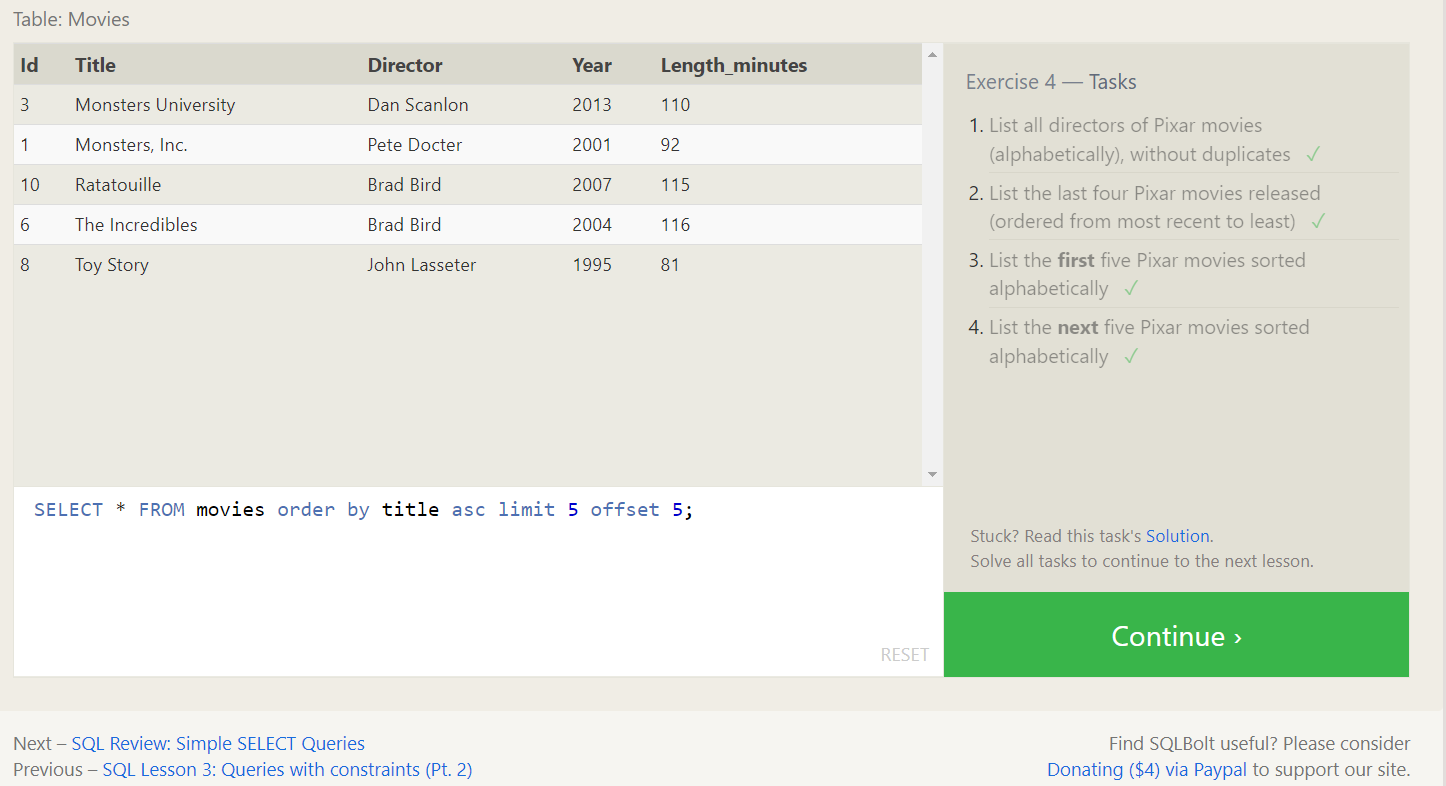 Table: Movies
Id Title Director Year Length_minutes
3 Monsters University Dan Scanlon 2013 110
1 Monsters, Inc. Pete Docter 2001 92
10 Ratatouille Brad Bird 2007 115
6 The Incredibles Brad Bird 2004 116
8 Toy Story John Lasseter 1995 81
SELECT * FROM movies order by title asc limit 5 offset 5;
RESET
Exercise 4 — Tasks
1. List all directors of Pixar movies
(alphabetically), without duplicates ✓
2. List the last four Pixar movies released
(ordered from most recent to least) ✓
3. List the first five Pixar movies sorted
alphabetically ✓
4. List the next five Pixar movies sorted
alphabetically ✓
Stuck? Read this task's Solution.
Solve all tasks to continue to the next lesson.
Continue ›
Next – SQL Review: Simple SELECT Queries
Previous – SQL Lesson 3: Queries with constraints (Pt. 2)
Find SQLBolt useful? Please consider
Donating ($4) via Paypal to support our site.